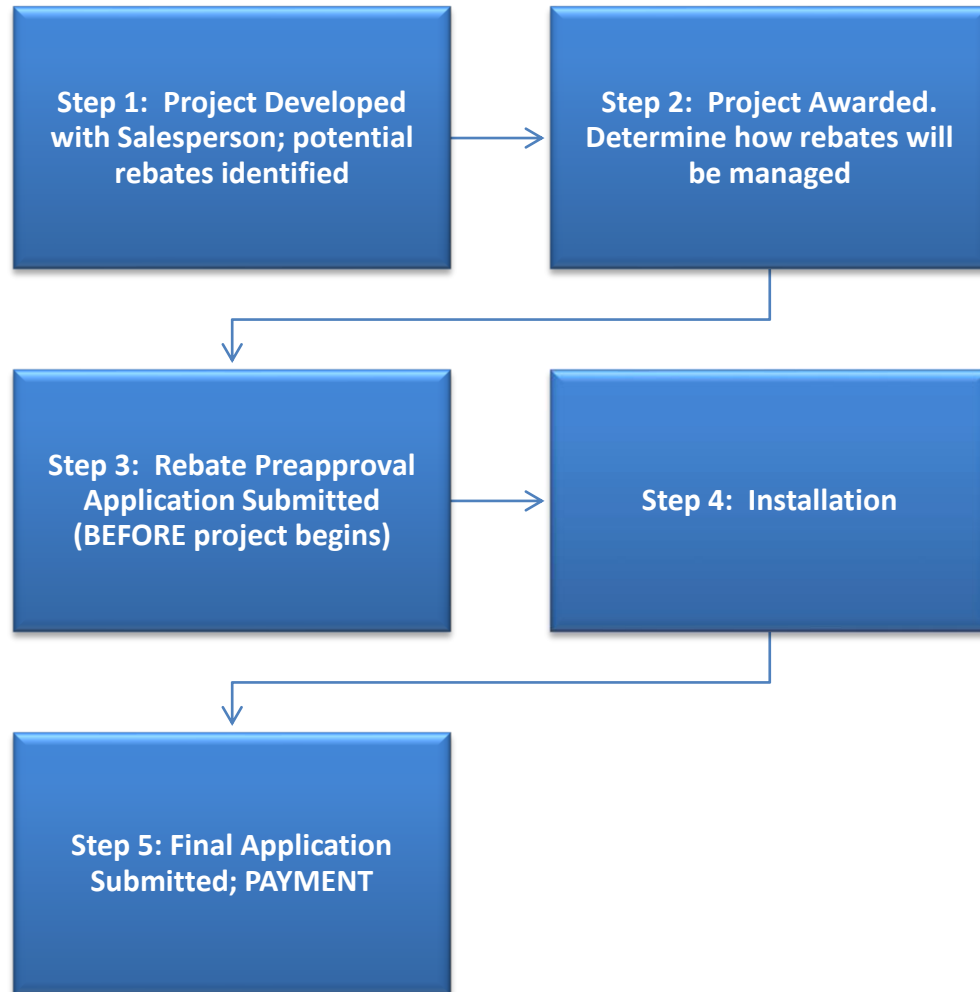 Step 1:  Project Developed
with Salesperson; potential
rebates identified
Step 2:  Project Awarded.
Determine how rebates will
be managed
Step 3:  Rebate Preapproval
Application Submitted
(BEFORE project begins)
Step 4:  Installation
Step 5: Final Application
Submitted; PAYMENT